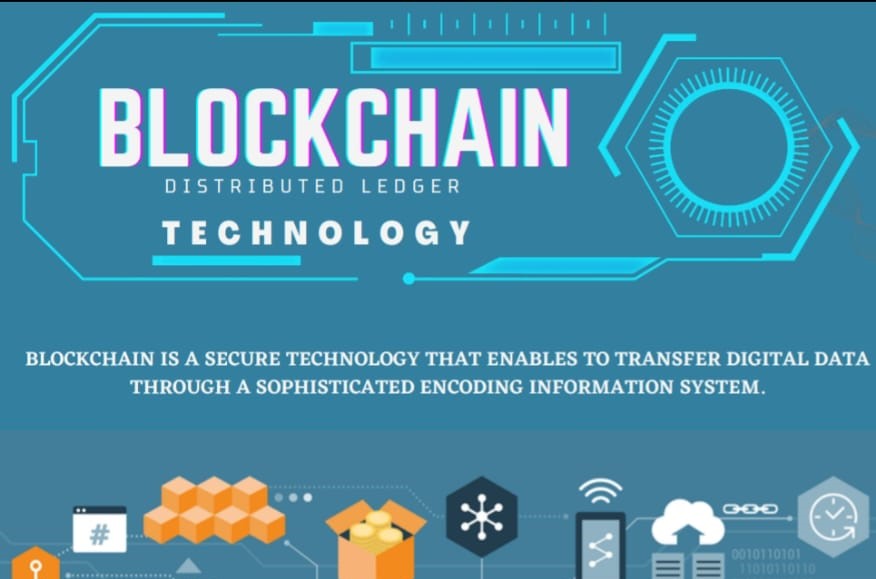 BLOCKCHAIN
DISTRIBUTED LEDGER
TECHNOLOGY
BLOCKCHAIN IS A SECURE TECHNOLOGY THAT ENABLES TO TRANSFER DIGITAL DATA
THROUGH A SOPHISTICATED ENCODING INFORMATION SYSTEM.
#
0010110101
11010110110